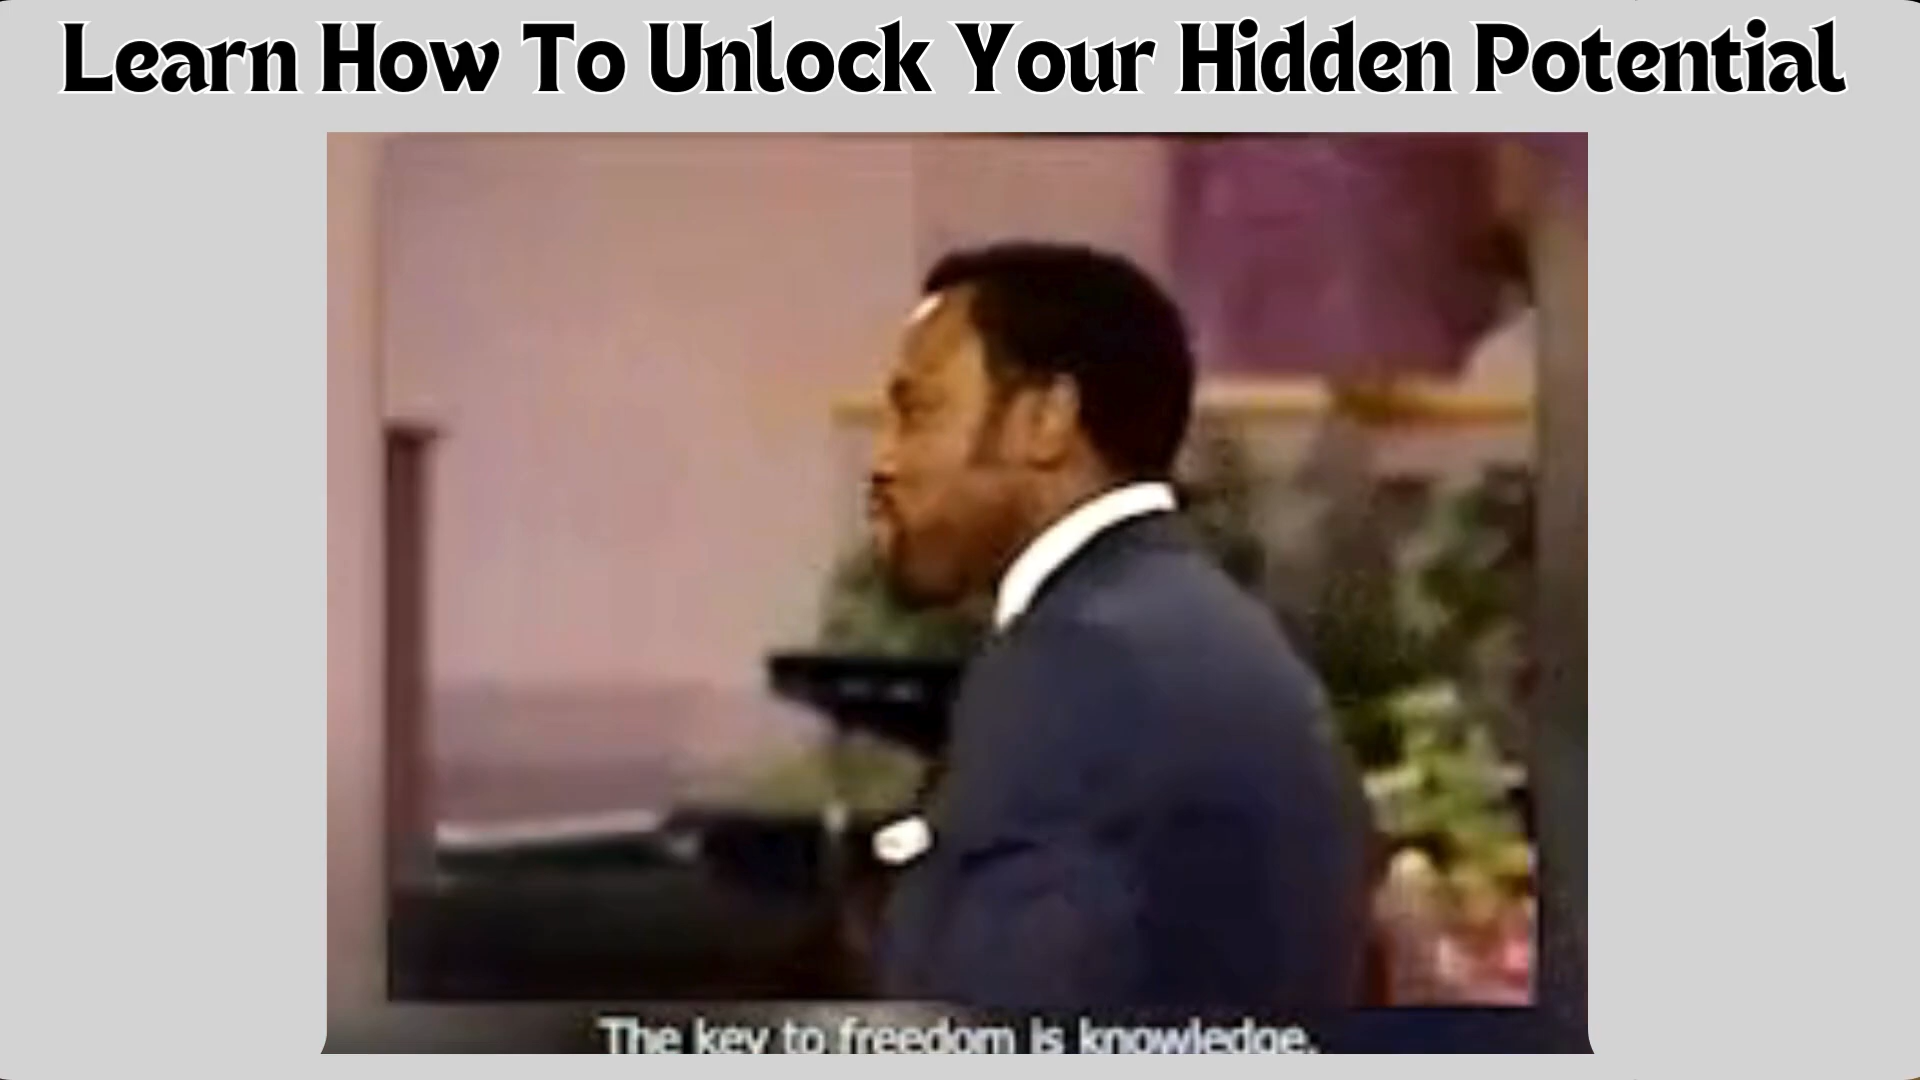 Learn How To Unlock Your Hidden Potential
The key to freedom is knowledge.